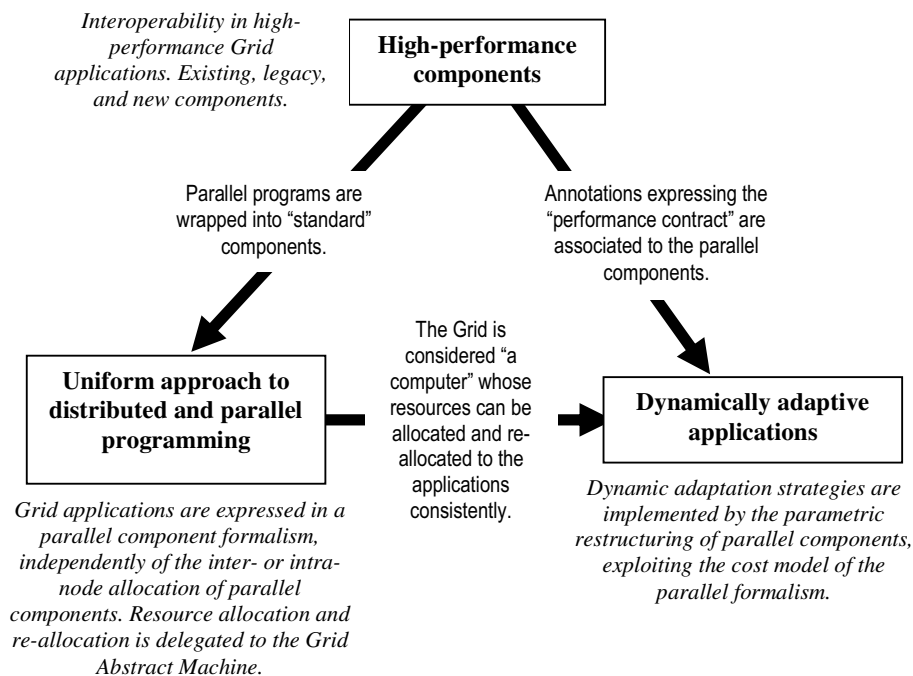 Interoperability in high-
performance Grid
applications. Existing, legacy,
and new components.
High-performance
components
Parallel programs are
wrapped into “standard”
components.
Annotations expressing the
“performance contract” are
associated to the parallel
components.
The Grid is
considered “a
computer” whose
resources can be
allocated and re-
allocated to the
applications
consistently.
Uniform approach to
distributed and parallel
programming
Dynamically adaptive
applications
Grid applications are expressed in a
parallel component formalism,
independently of the inter- or intra-
node allocation of parallel
components. Resource allocation and
re-allocation is delegated to the Grid
Abstract Machine.
Dynamic adaptation strategies are
implemented by the parametric
restructuring of parallel components,
exploiting the cost model of the
parallel formalism.